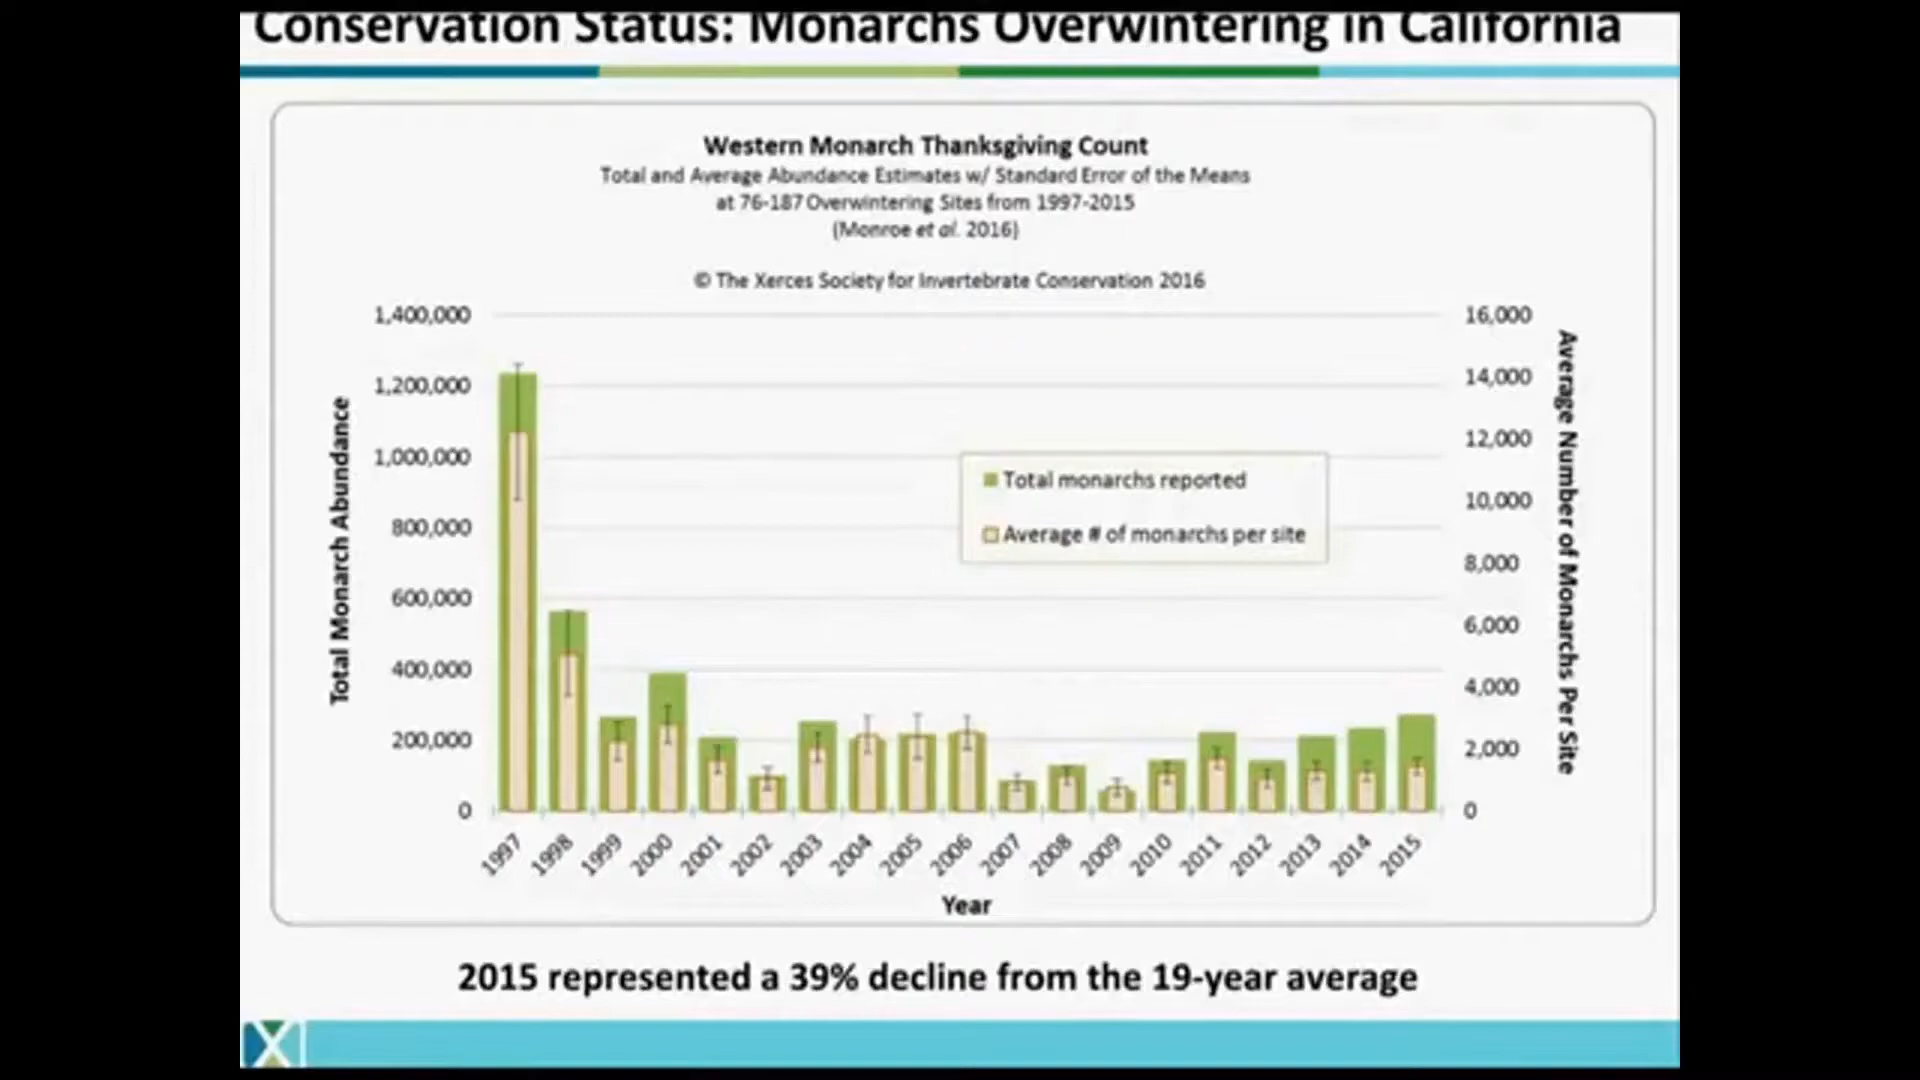 Conservation Status: Monarchs Overwintering in California
Western Monarch Thanksgiving Count
Total and Average Abundance Estimates w/ Standard Error of the Means
at 76-187 Overwintering Sites from 1997-2015
(Monroe et al. 2016)
© The Xerces Society for Invertebrate Conservation 2016
Total Monarch Abundance
1,400,000
1,200,000
1,000,000
800,000
600,000
400,000
200,000
0
Total monarchs reported
Average # of monarchs per site
16,000
14,000
12,000
10,000
8,000
6,000
4,000
2,000
0
Average Number of Monarchs Per Site
1997 1998 1999 2000 2001 2002 2003 2004 2005 2006 2007 2008 2009 2010 2011 2012 2013 2014 2015
Year
2015 represented a 39% decline from the 19-year average
X